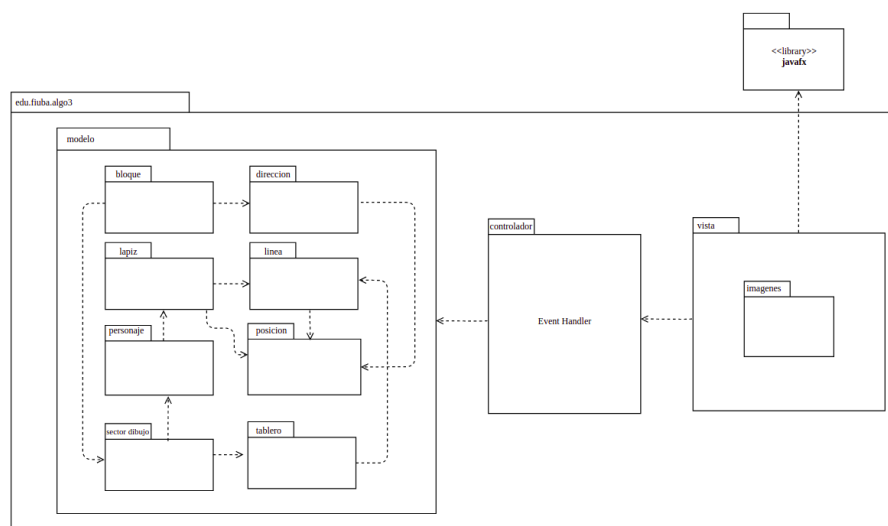 <<library>>
javafx
edu.fiuba.algo3
modelo
bloque
direccion
lapiz
linea
personaje
posicion
sector dibujo
tablero
controlador
Event Handler
vista
imagenes